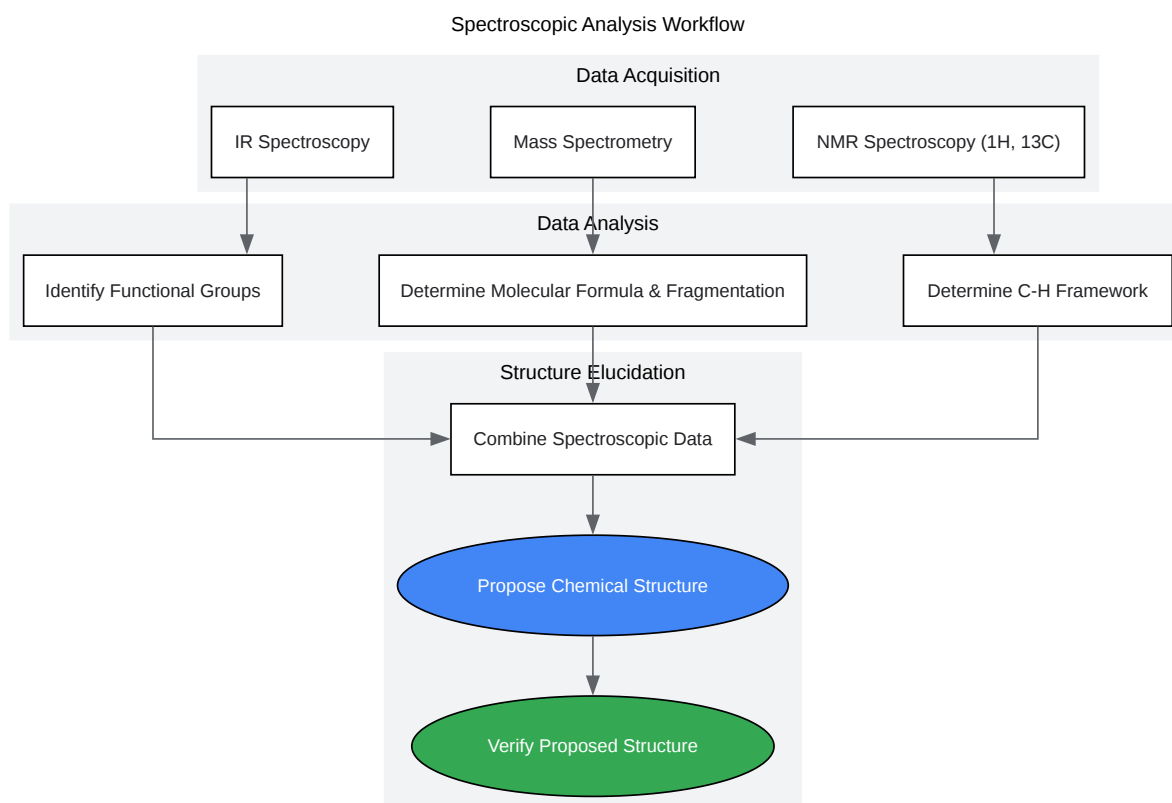 Spectroscopic Analysis Workflow
Data Acquisition
IR Spectroscopy
Mass Spectrometry
NMR Spectroscopy (1H, 13C)
Data Analysis
Identify Functional Groups
Determine Molecular Formula & Fragmentation
Determine C-H Framework
Structure Elucidation
Combine Spectroscopic Data
Propose Chemical Structure
Verify Proposed Structure